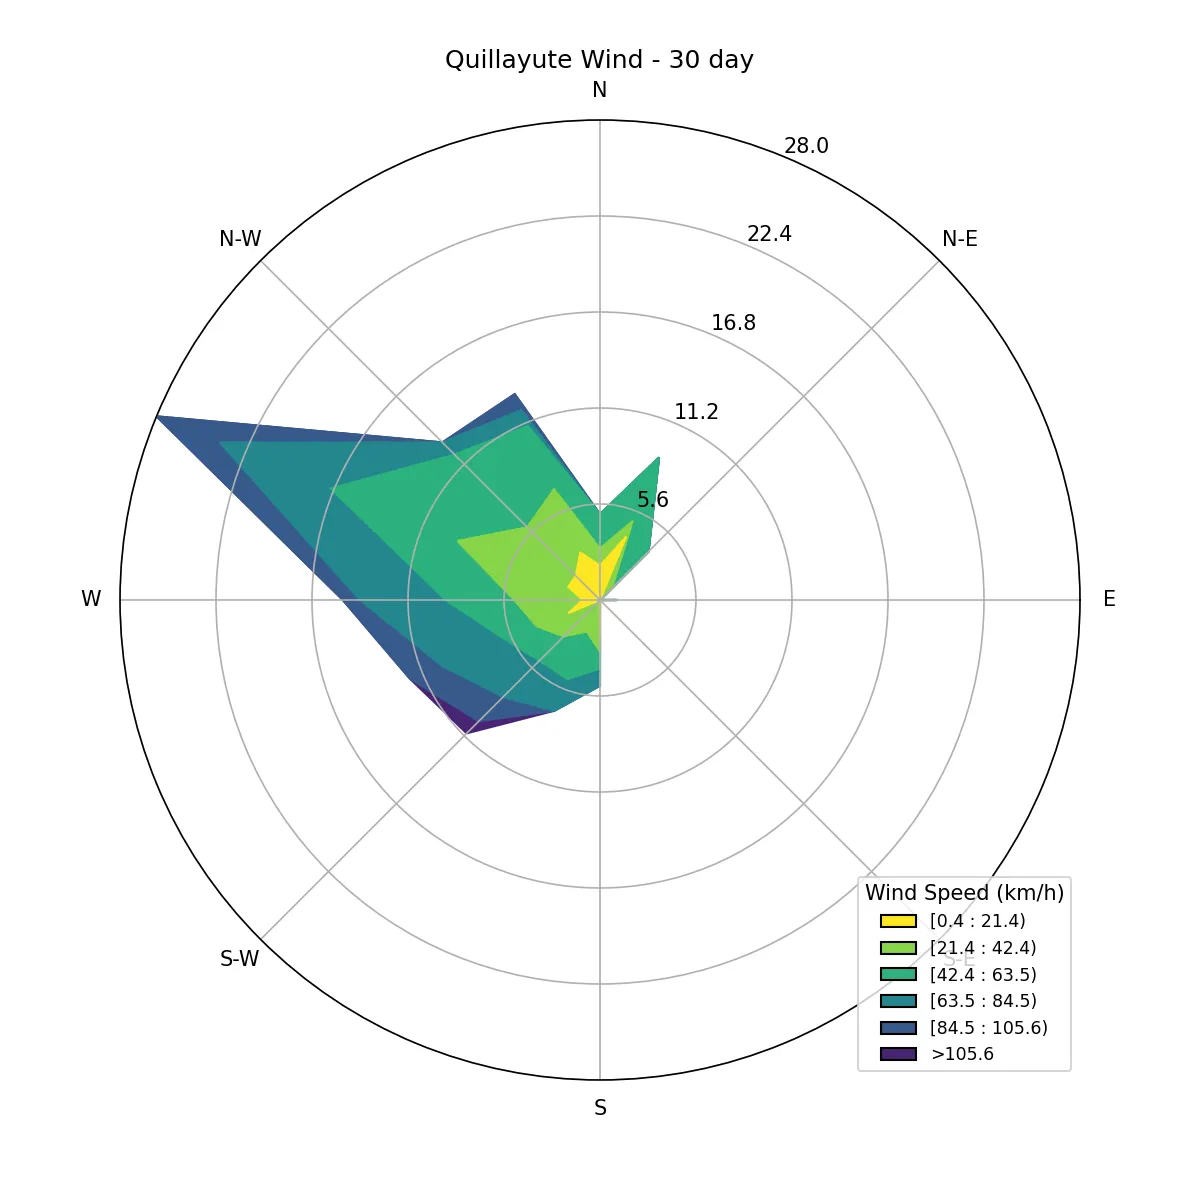 Quillayute Wind - 30 day
N
28.0
N-W
22.4
N-E
16.8
11.2
5.6
W
E
S-W
S-E
S
Wind Speed (km/h)
[0.4 : 21.4)
[21.4 : 42.4)
[42.4 : 63.5)
[63.5 : 84.5)
[84.5 : 105.6)
>105.6